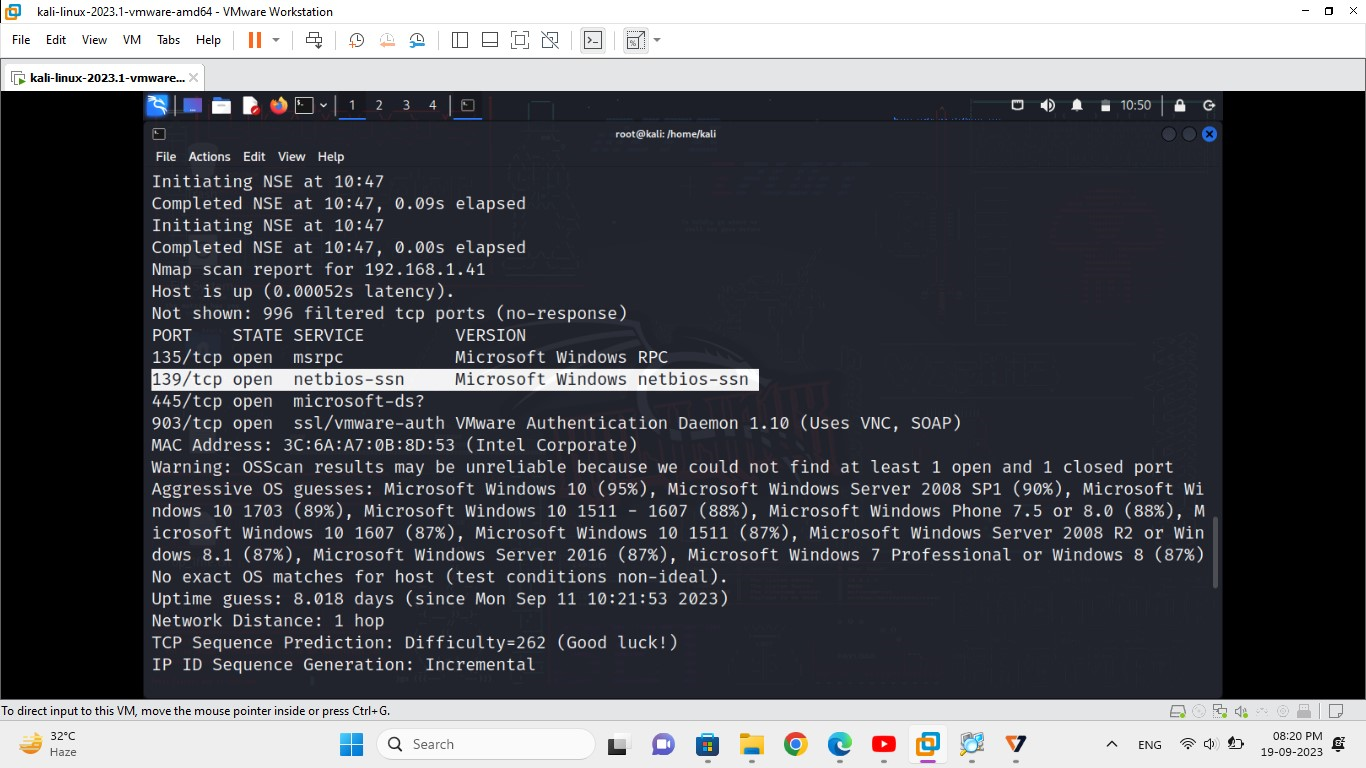 kali-linux-2023.1-vmware-amd64 - VMware Workstation
File Edit View VM Tabs Help
kali-linux-2023.1-vmware...
1 2 3 4 10:50
root@kali: /home/kali
File Actions Edit View Help
Initiating NSE at 10:47
Completed NSE at 10:47, 0.09s elapsed
Initiating NSE at 10:47
Completed NSE at 10:47, 0.00s elapsed
Nmap scan report for 192.168.1.41
Host is up (0.00052s latency).
Not shown: 996 filtered tcp ports (no-response)
PORT STATE SERVICE VERSION
135/tcp open msrpc Microsoft Windows RPC
139/tcp open netbios-ssn Microsoft Windows netbios-ssn
445/tcp open microsoft-ds?
903/tcp open ssl/vmware-auth VMware Authentication Daemon 1.10 (Uses VNC, SOAP)
MAC Address: 3C:6A:A7:0B:8D:53 (Intel Corporate)
Warning: OSScan results may be unreliable because we could not find at least 1 open and 1 closed port
Aggressive OS guesses: Microsoft Windows 10 (95%), Microsoft Windows Server 2008 SP1 (90%), Microsoft Wi
ndows 10 1703 (89%), Microsoft Windows 10 1511 - 1607 (88%), Microsoft Windows Phone 7.5 or 8.0 (88%), M
icrosoft Windows 10 1607 (87%), Microsoft Windows 10 1511 (87%), Microsoft Windows Server 2008 R2 or Win
dows 8.1 (87%), Microsoft Windows Server 2016 (87%), Microsoft Windows 7 Professional or Windows 8 (87%)
No exact OS matches for host (test conditions non-ideal).
Uptime guess: 8.018 days (since Mon Sep 11 10:21:53 2023)
Network Distance: 1 hop
TCP Sequence Prediction: Difficulty=262 (Good luck!)
IP ID Sequence Generation: Incremental
To direct input to this VM, move the mouse pointer inside or press Ctrl+G.
32°C
Haze
Search
ENG
08:20 PM
19-09-2023